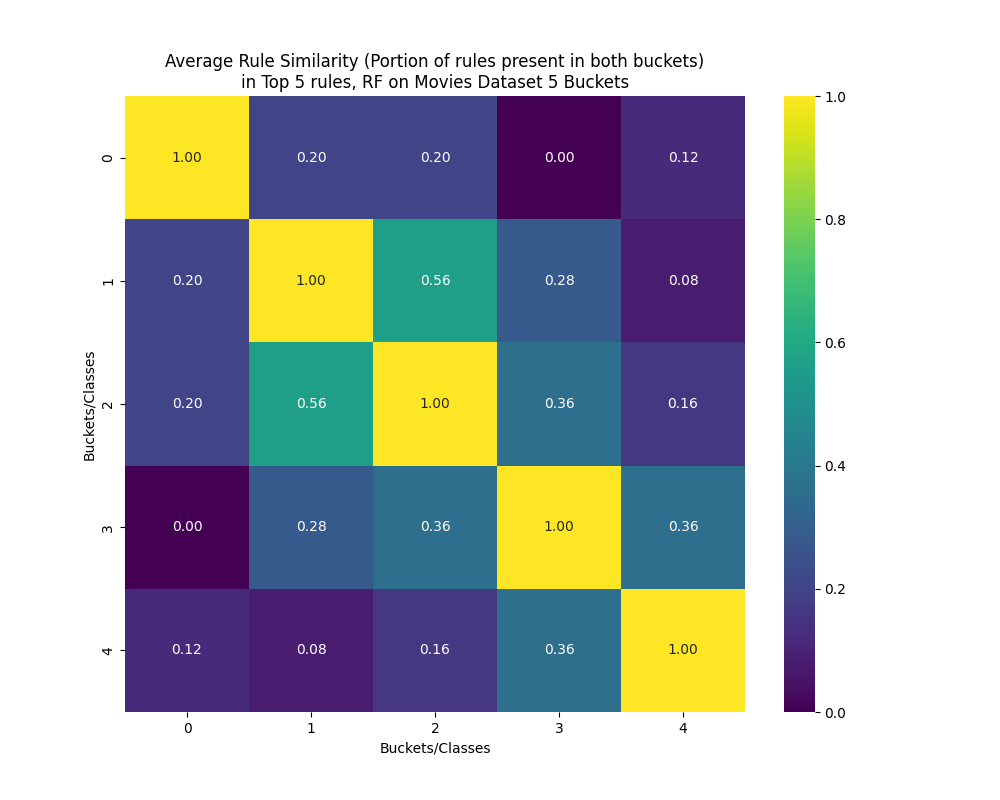 Average Rule Similarity (Portion of rules present in both buckets)
in Top 5 rules, RF on Movies Dataset 5 Buckets
Buckets/Classes
0 1.00 0.20 0.20 0.00 0.12
1 0.20 1.00 0.56 0.28 0.08
2 0.20 0.56 1.00 0.36 0.16
3 0.00 0.28 0.36 1.00 0.36
4 0.12 0.08 0.16 0.36 1.00
0 1 2 3 4
Buckets/Classes
1.0
0.8
0.6
0.4
0.2
0.0